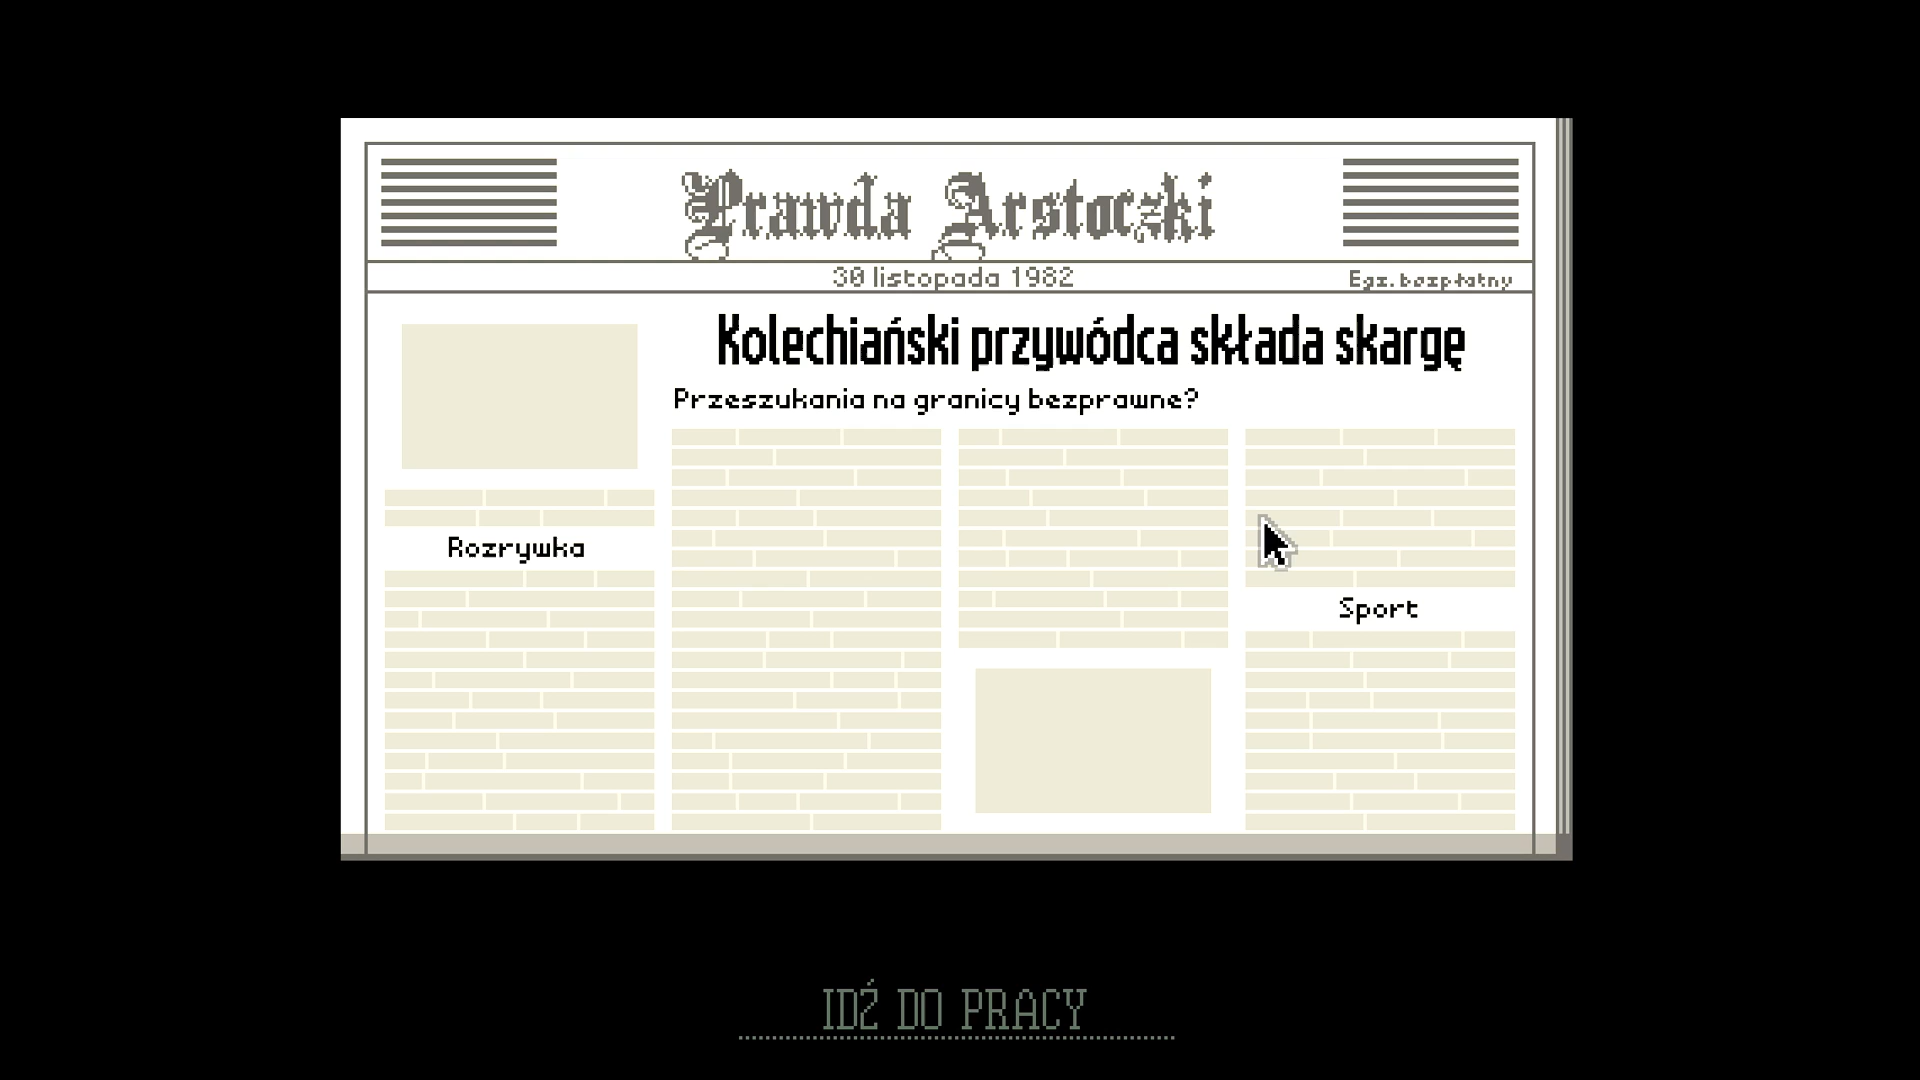 Prawda Arstoczki
30 listopada 1982
Egz. bezpłatny
Kolechiański przywódca składa skargę
Przeszukania na granicy bezprawne?
Rozrywka
Sport
IDŹ DO PRACY